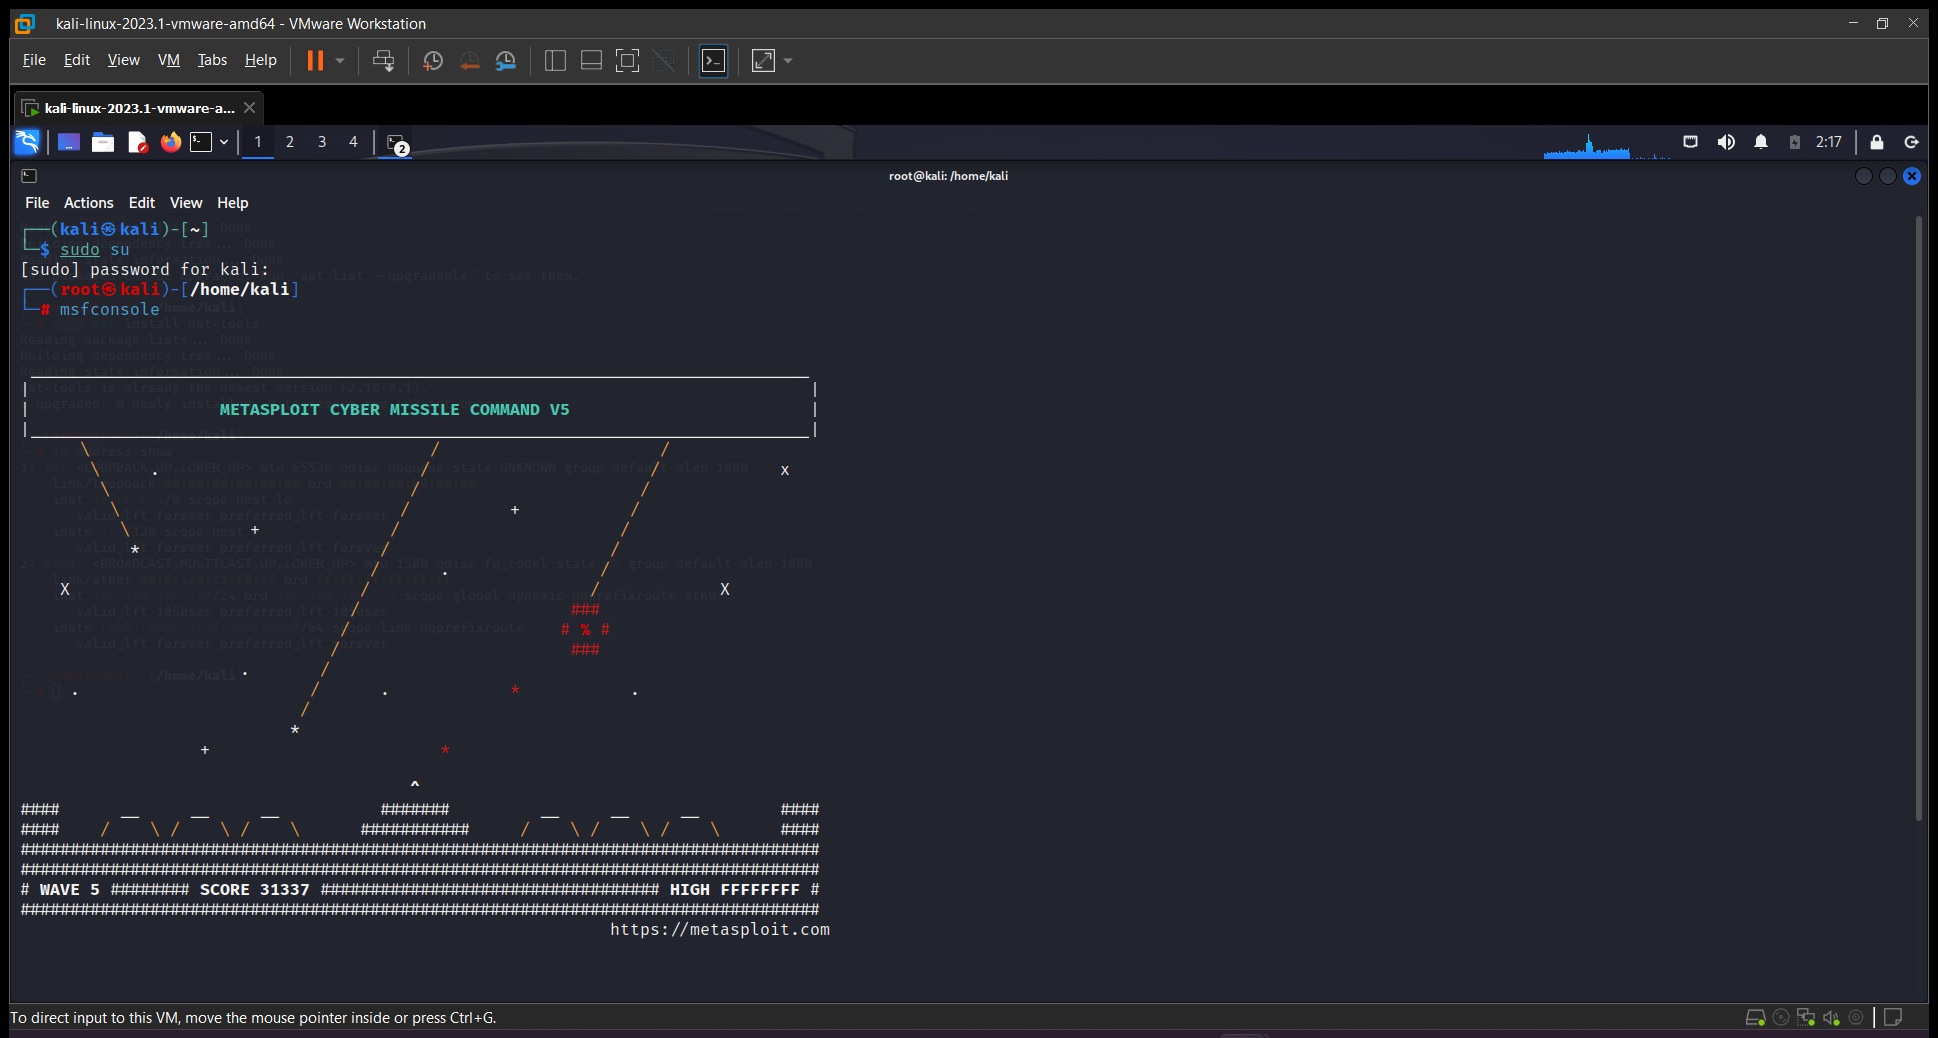 kali-linux-2023.1-vmware-amd64 - VMware Workstation
File Edit View VM Tabs Help
kali-linux-2023.1-vmware-a...
1 2 3 4 2 2:17
root@kali: /home/kali
File Actions Edit View Help
┌──(kali㉿kali)-[~]
└─$ sudo su
[sudo] password for kali:
┌──(root㉿kali)-[/home/kali]
└─# msfconsole
METASPLOIT CYBER MISSILE COMMAND V5
# WAVE 5 ######## SCORE 31337 ################################## HIGH FFFFFFFF #
https://metasploit.com
To direct input to this VM, move the mouse pointer inside or press Ctrl+G.